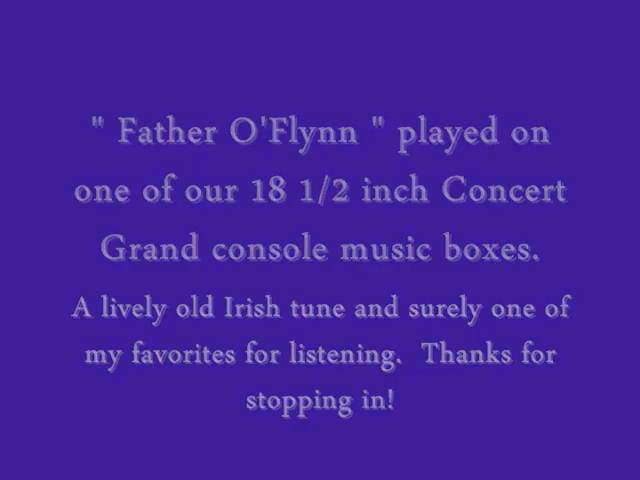 " Father O'Flynn " played on
one of our 18 1/2 inch Concert
Grand console music boxes.
A lively old Irish tune and surely one of
my favorites for listening.  Thanks for
stopping in!